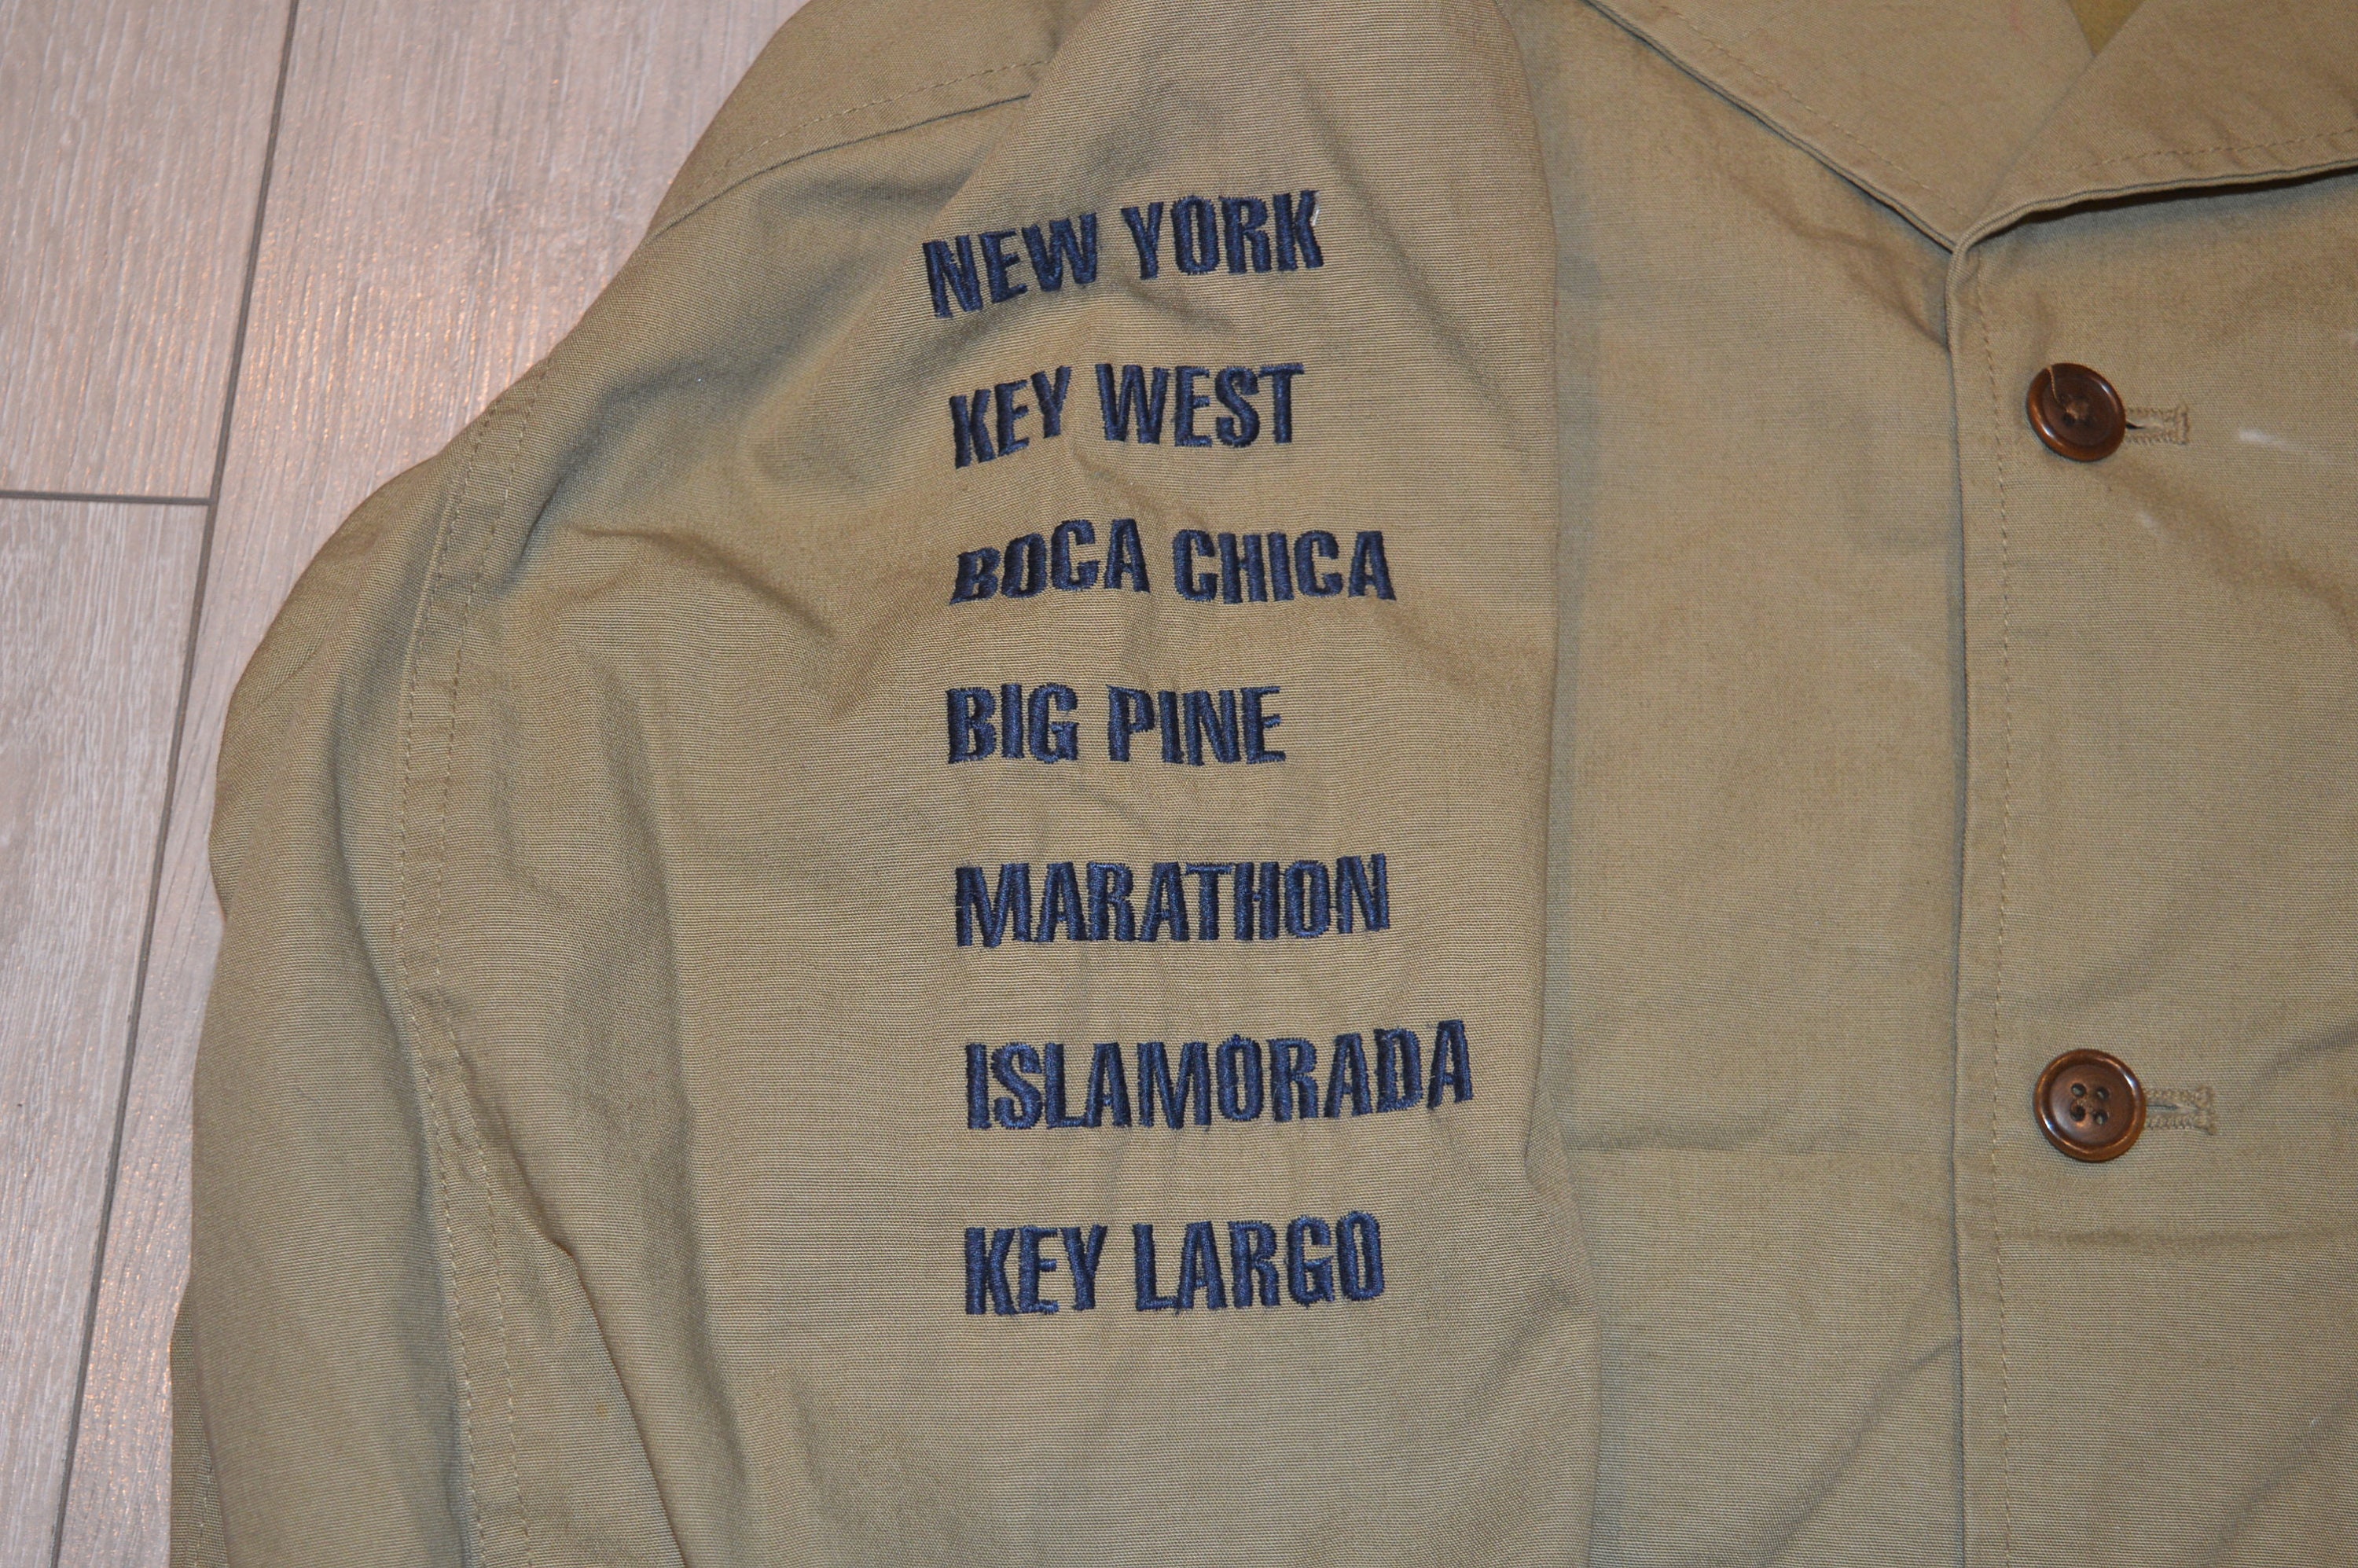 NEW YORK
KEY WEST
BOCA CHICA
BIG PINE
MARATHON
ISLAMORADA
KEY LARGO